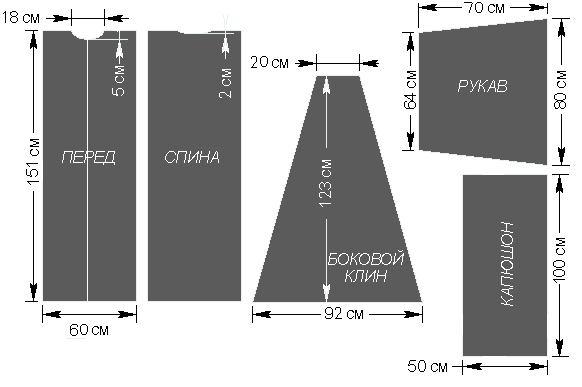 18 см
5 см
2 см
151 см
ПЕРЕД
СПИНА
60 см
20 см
123 см
БОКОВОЙ
КЛИН
92 см
70 см
64 см
РУКАВ
80 см
КАПЮШОН
100 см
50 см